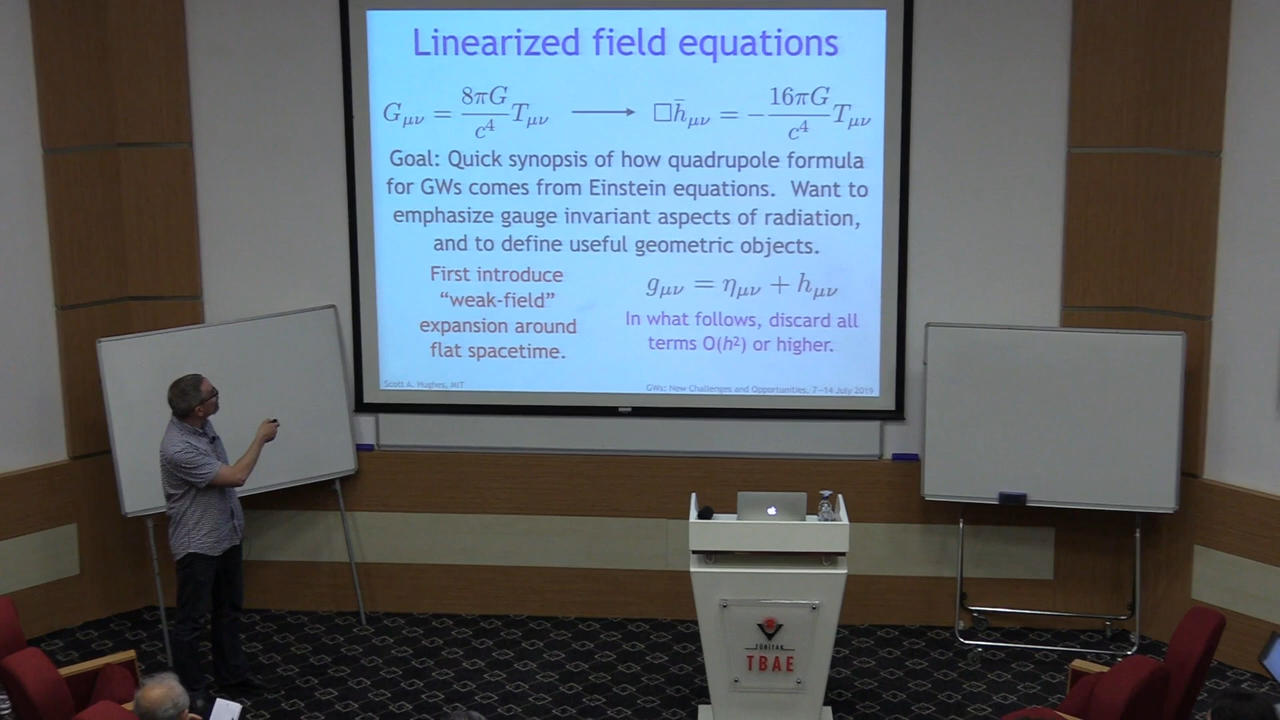 Linearized field equations
G_{μν} = \frac{8πG}{c^4} T_{μν} ⟶ □\bar{h}_{μν} = −\frac{16πG}{c^4} T_{μν}
Goal: Quick synopsis of how quadrupole formula
for GWs comes from Einstein equations. Want to
emphasize gauge invariant aspects of radiation,
and to define useful geometric objects.
First introduce
“weak-field”
expansion around
flat spacetime.
g_{μν} = η_{μν} + h_{μν}
In what follows, discard all
terms O(h²) or higher.
Scott A. Hughes, MIT
GWs: New Challenges and Opportunities, 7–14 July 2019
TÜBİTAK
TBAE